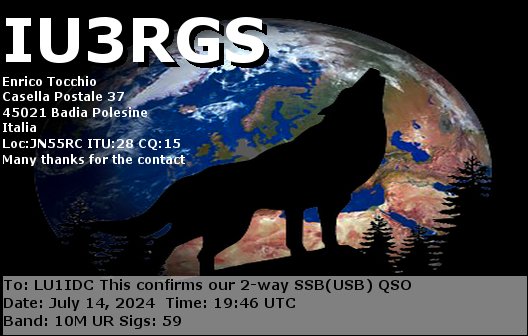 IU3RGS
Enrico Tocchio
Casella Postale 37
45021 Badia Polesine
Italia
Loc:JN55RC ITU:28 CQ:15
Many thanks for the contact
To: LU1IDC This confirms our 2-way SSB(USB) QSO
Date: July 14, 2024 Time: 19:46 UTC
Band: 10M UR Sigs: 59